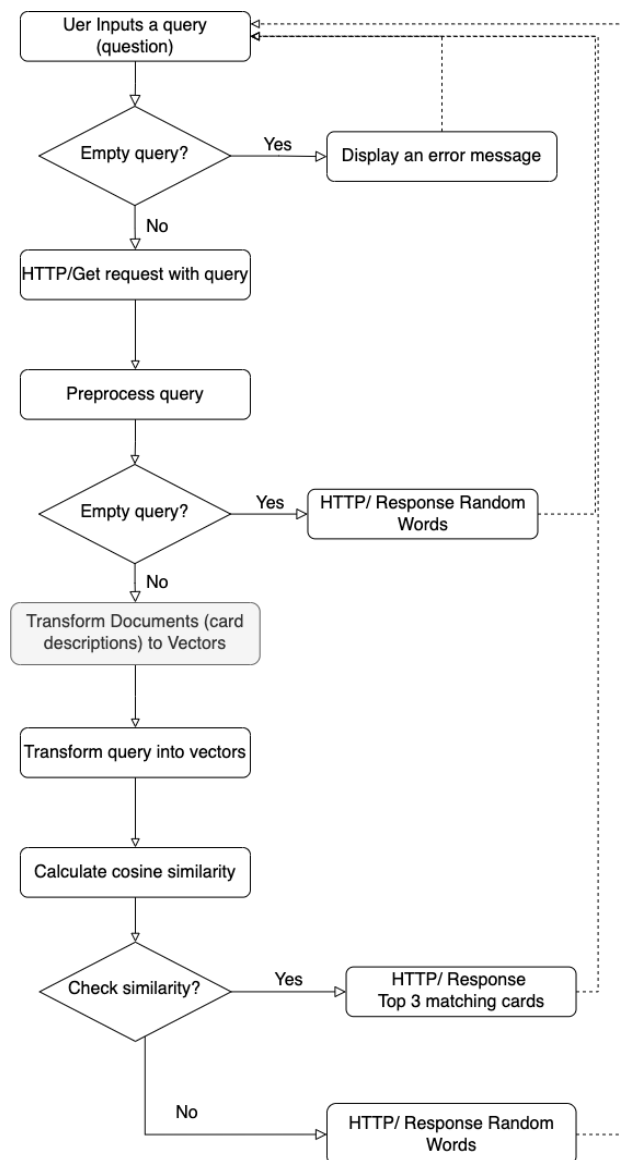 Uer Inputs a query
(question)
Empty query?
Yes
Display an error message
No
HTTP/Get request with query
Preprocess query
Empty query?
Yes
HTTP/ Response Random
Words
No
Transform Documents (card
descriptions) to Vectors
Transform query into vectors
Calculate cosine similarity
Check similarity?
Yes
HTTP/ Response
Top 3 matching cards
No
HTTP/ Response Random
Words